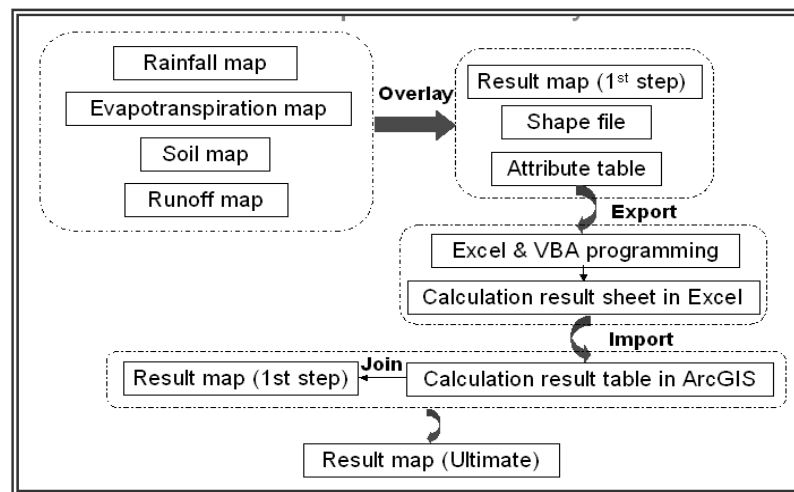 Rainfall map
Evapotranspiration map
Soil map
Runoff map
Overlay
Result map (1st step)
Shape file
Attribute table
Export
Excel & VBA programming
Calculation result sheet in Excel
Import
Result map (1st step)
Join
Calculation result table in ArcGIS
Result map (Ultimate)